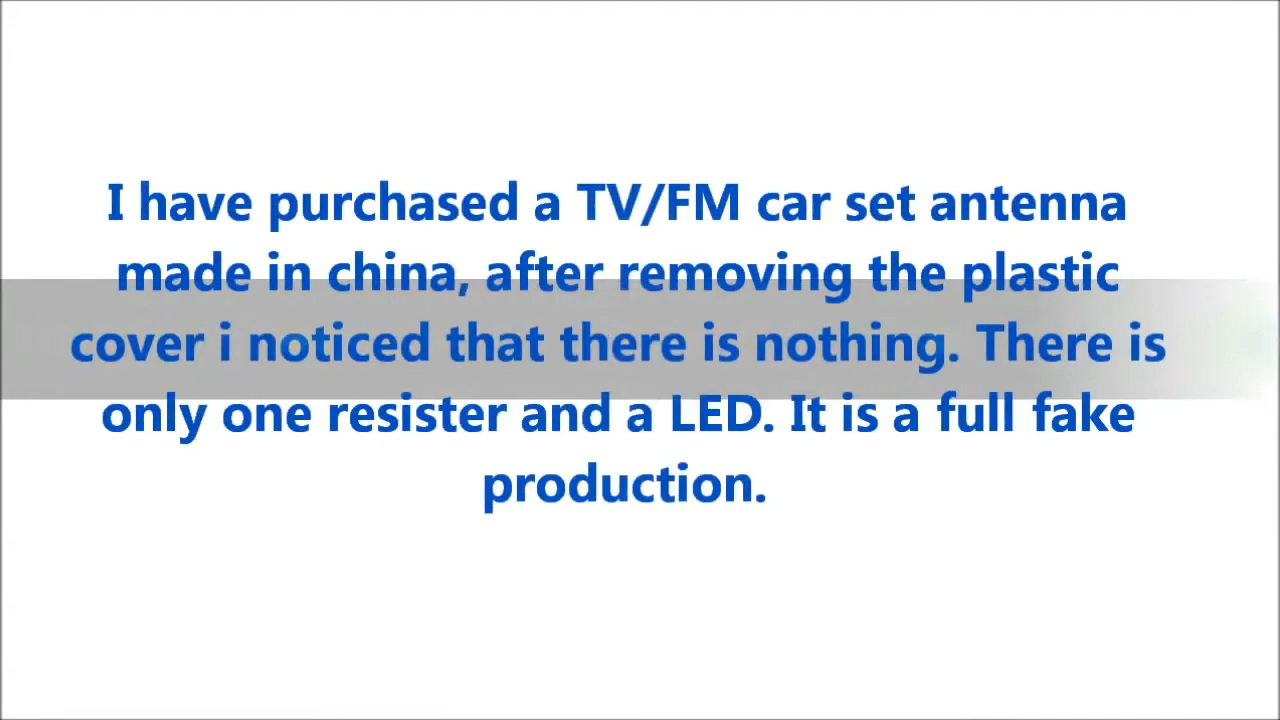 I have purchased a TV/FM car set antenna
made in china, after removing the plastic
cover i noticed that there is nothing. There is
only one resister and a LED. It is a full fake
production.